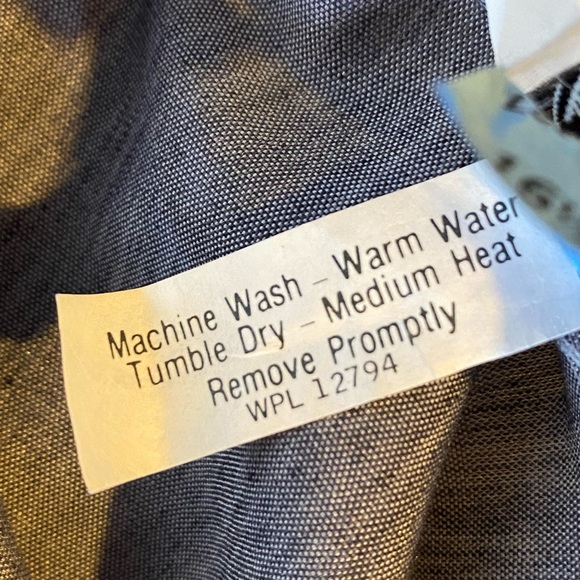 Machine Wash – Warm Water
Tumble Dry – Medium Heat
Remove Promptly
WPL 12794